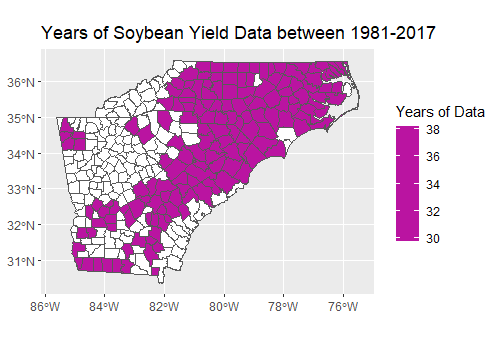 Years of Soybean Yield Data between 1981-2017
36°N
35°N
34°N
33°N
32°N
31°N
86°W
84°W
82°W
80°W
78°W
76°W
Years of Data
38
36
34
32
30